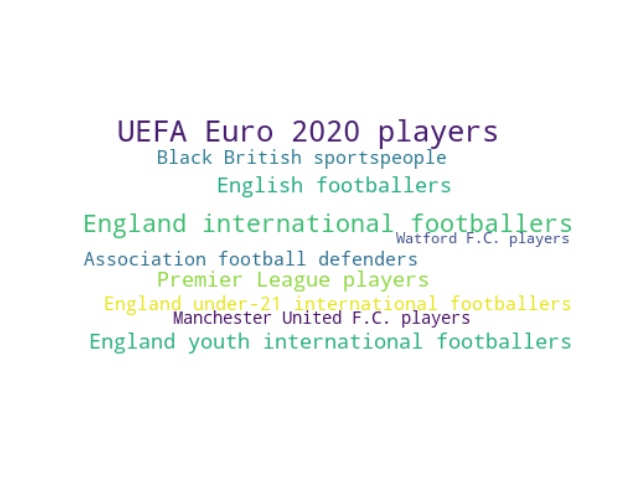 UEFA Euro 2020 players
Black British sportspeople
English footballers
England international footballers
Watford F.C. players
Association football defenders
Premier League players
England under-21 international footballers
Manchester United F.C. players
England youth international footballers